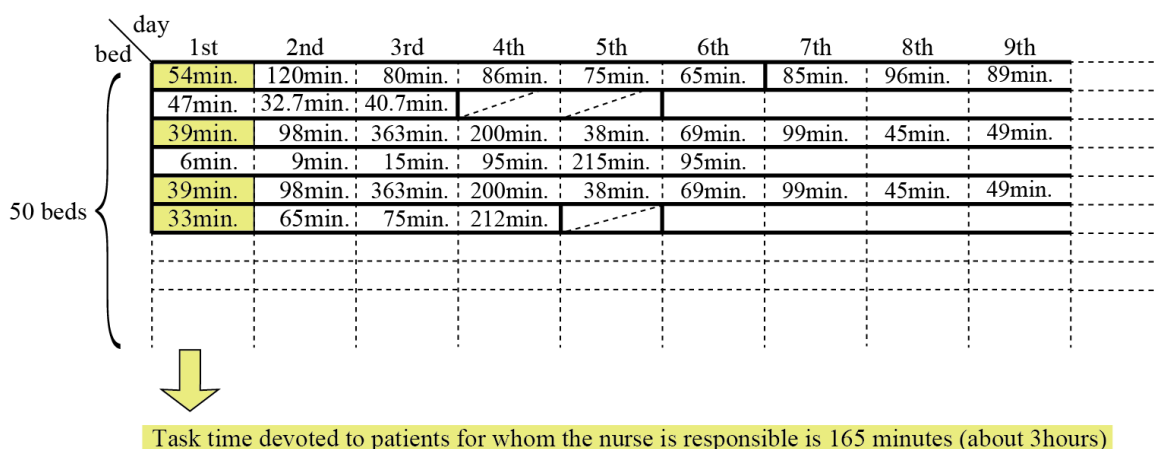 day
bed 1st 2nd 3rd 4th 5th 6th 7th 8th 9th
54min. 120min. 80min. 86min. 75min. 65min. 85min. 96min. 89min.
47min. 32.7min. 40.7min.
39min. 98min. 363min. 200min. 38min. 69min. 99min. 45min. 49min.
6min. 9min. 15min. 95min. 215min. 95min.
39min. 98min. 363min. 200min. 38min. 69min. 99min. 45min. 49min.
50 beds
33min. 65min. 75min. 212min.
Task time devoted to patients for whom the nurse is responsible is 165 minutes (about 3hours)